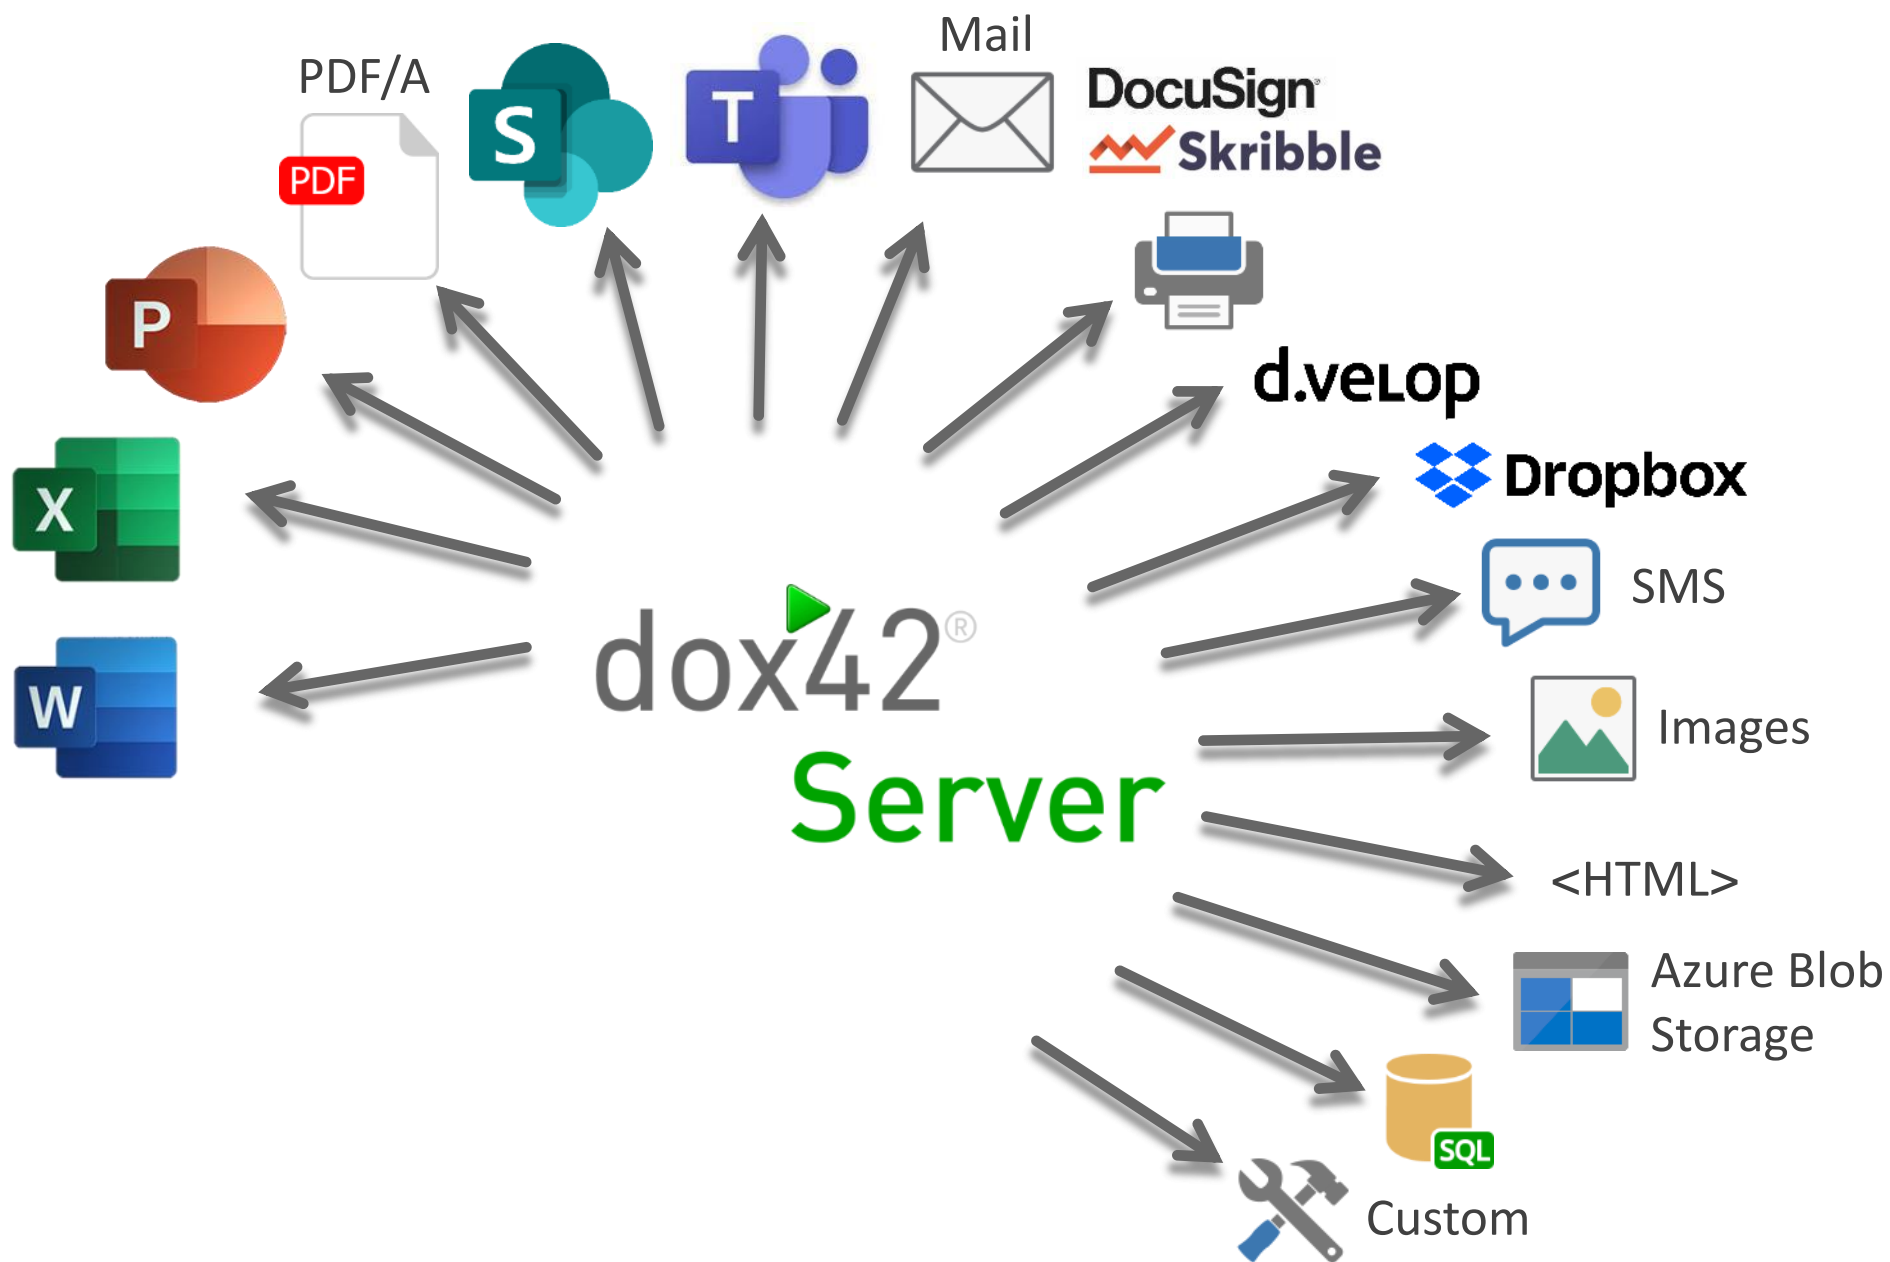 Mail
PDF/A
DocuSign
Skribble
S
T
PDF
P
d.veLop
Dropbox
X
SMS
dox42®
W
Images
Server
<HTML>
Azure Blob
Storage
SQL
Custom